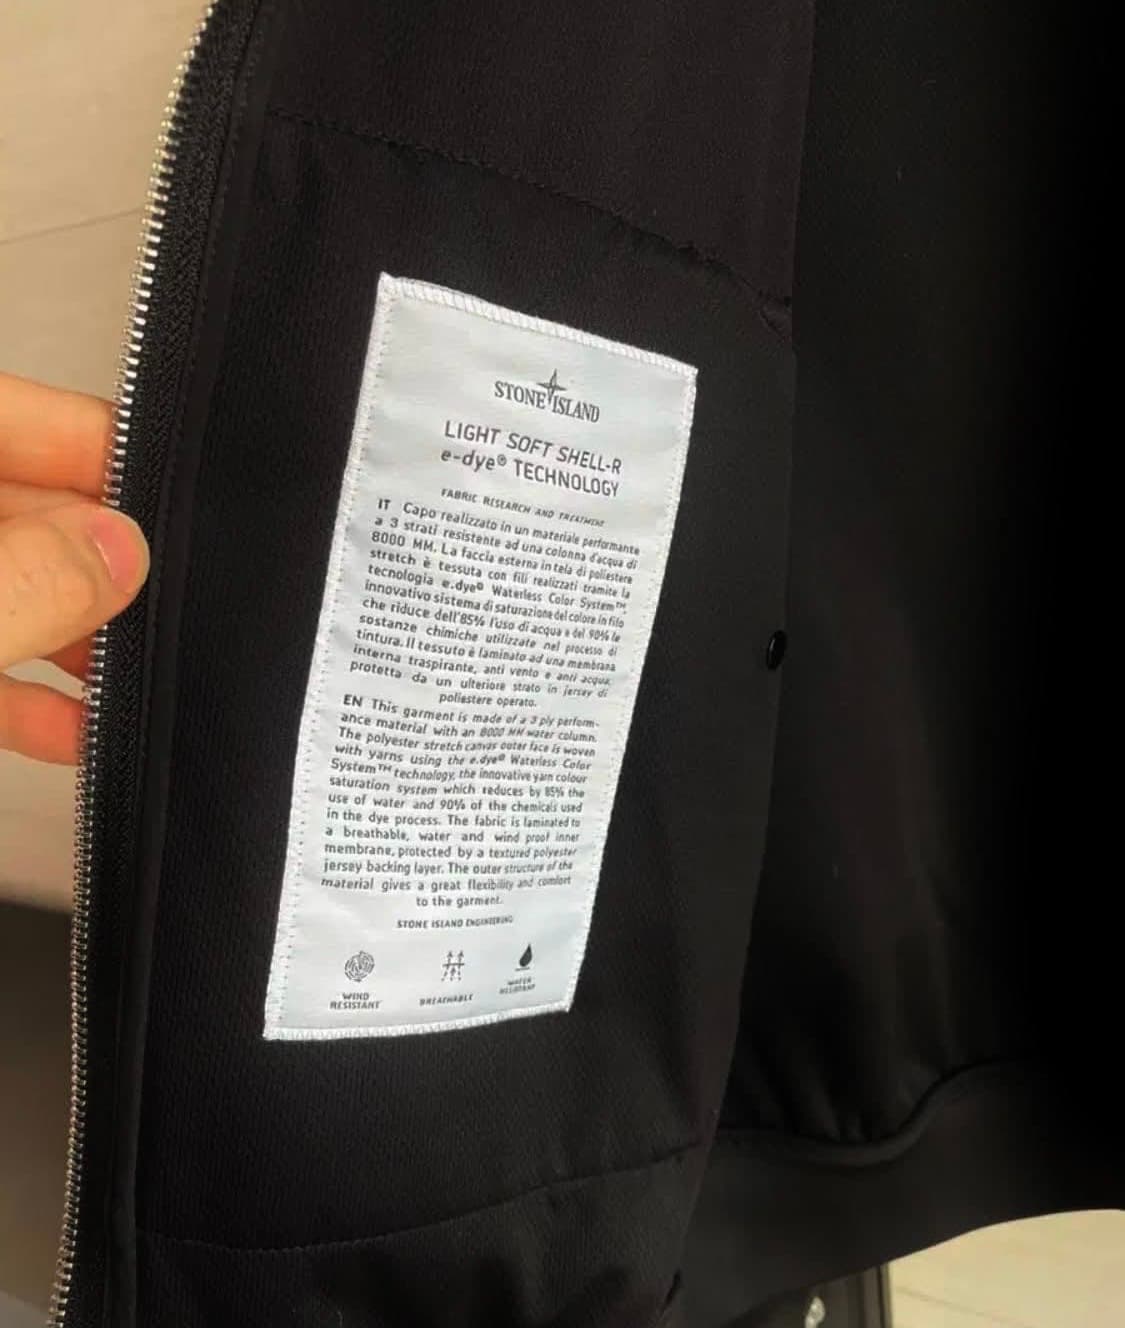 STONE ISLAND
LIGHT SOFT SHELL-R
e-dye® TECHNOLOGY
FABRIC RESEARCH AND TREATMENT
IT Capo realizzato in un materiale performante
a 3 strati resistente ad una colonna d'acqua di
8000 MM. La faccia esterna in tela di poliestere
stretch è tessuta con fili realizzati tramite la
tecnologia e.dye® Waterless Color System™,
innovativo sistema di saturazione del colore in filo
che riduce dell'85% l'uso di acqua e del 90% le
sostanze chimiche utilizzate nel processo di
tintura. Il tessuto è laminato ad una membrana
interna traspirante, anti vento e anti acqua,
protetta da un ulteriore strato in jersey di
poliestere operato.
EN This garment is made of a 3 ply perform-
ance material with an 8000 MM water column.
The polyester stretch canvas outer face is woven
with yarns using the e.dye® Waterless Color
System™ technology, the innovative yarn colour
saturation system which reduces by 85% the
use of water and 90% of the chemicals used
in the dye process. The fabric is laminated to
a breathable, water and wind proof inner
membrane, protected by a textured polyester
jersey backing layer. The outer structure of the
material gives a great flexibility and comfort
to the garment.
STONE ISLAND ENGINEERING
WIND
RESISTANT
BREATHABLE
WATER
RESISTANT